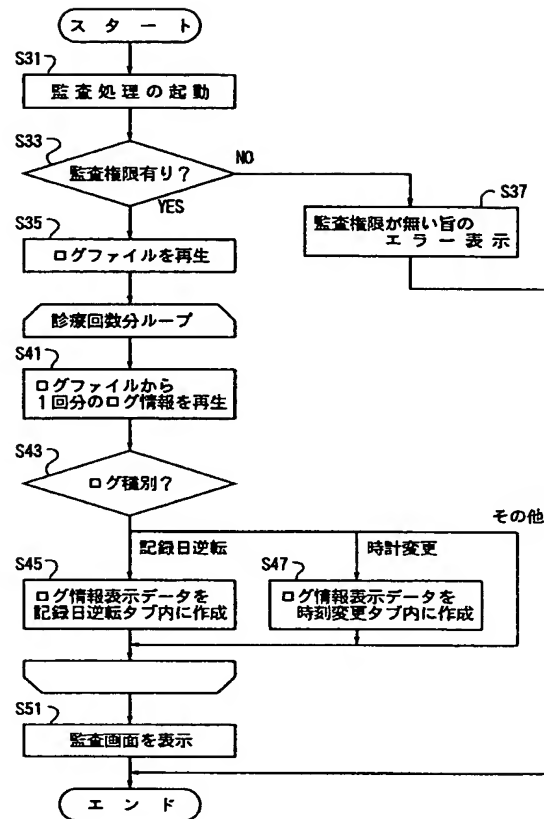 スタート
S31
監査処理の起動
S33
監査権限有り？
NO
YES
S37
監査権限が無い旨の
エラー表示
S35
ログファイルを再生
診療回数分ループ
S41
ログファイルから
1回分のログ情報を再生
S43
ログ種別？
その他
記録日逆転
時計変更
S45
ログ情報表示データを
記録日逆転タブ内に作成
S47
ログ情報表示データを
時刻変更タブ内に作成
S51
監査画面を表示
エンド